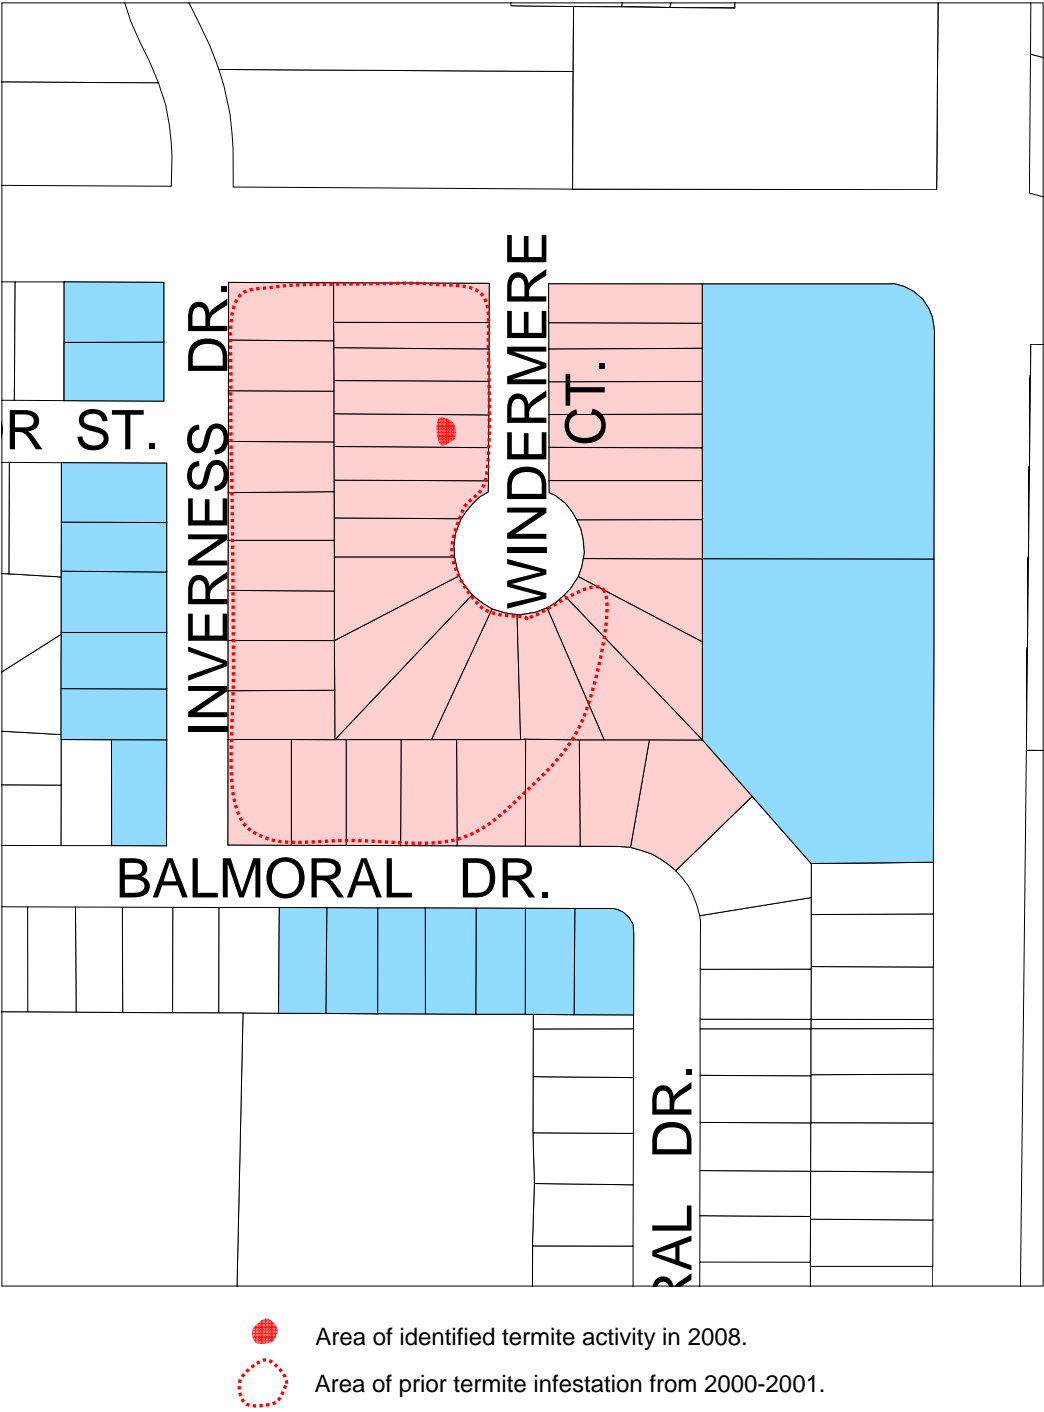 WINDERMERE
CT.
INVERNESS DR.
R ST.
BALMORAL DR.
RAL DR.
Area of identified termite activity in 2008.
Area of prior termite infestation from 2000-2001.